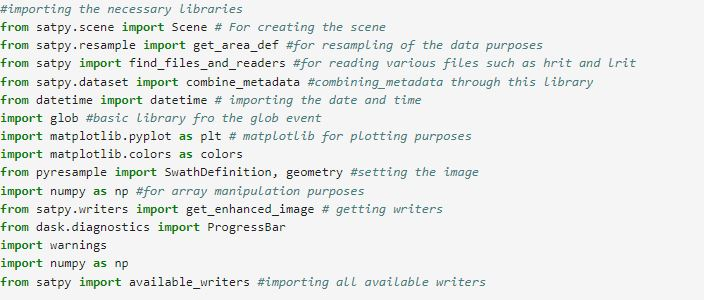 #importing the necessary libraries
from satpy.scene import Scene # For creating the scene
from satpy.resample import get_area_def #for resampling of the data purposes
from satpy import find_files_and_readers #for reading various files such as hrit and lrit
from satpy.dataset import combine_metadata #combining_metadata through this library
from datetime import datetime # importing the date and time
import glob #basic library fro the glob event
import matplotlib.pyplot as plt # matplotlib for plotting purposes
import matplotlib.colors as colors
from pyresample import SwathDefinition, geometry #setting the image
import numpy as np #for array manipulation purposes
from satpy.writers import get_enhanced_image # getting writers
from dask.diagnostics import ProgressBar
import warnings
import numpy as np
from satpy import available_writers #importing all available writers